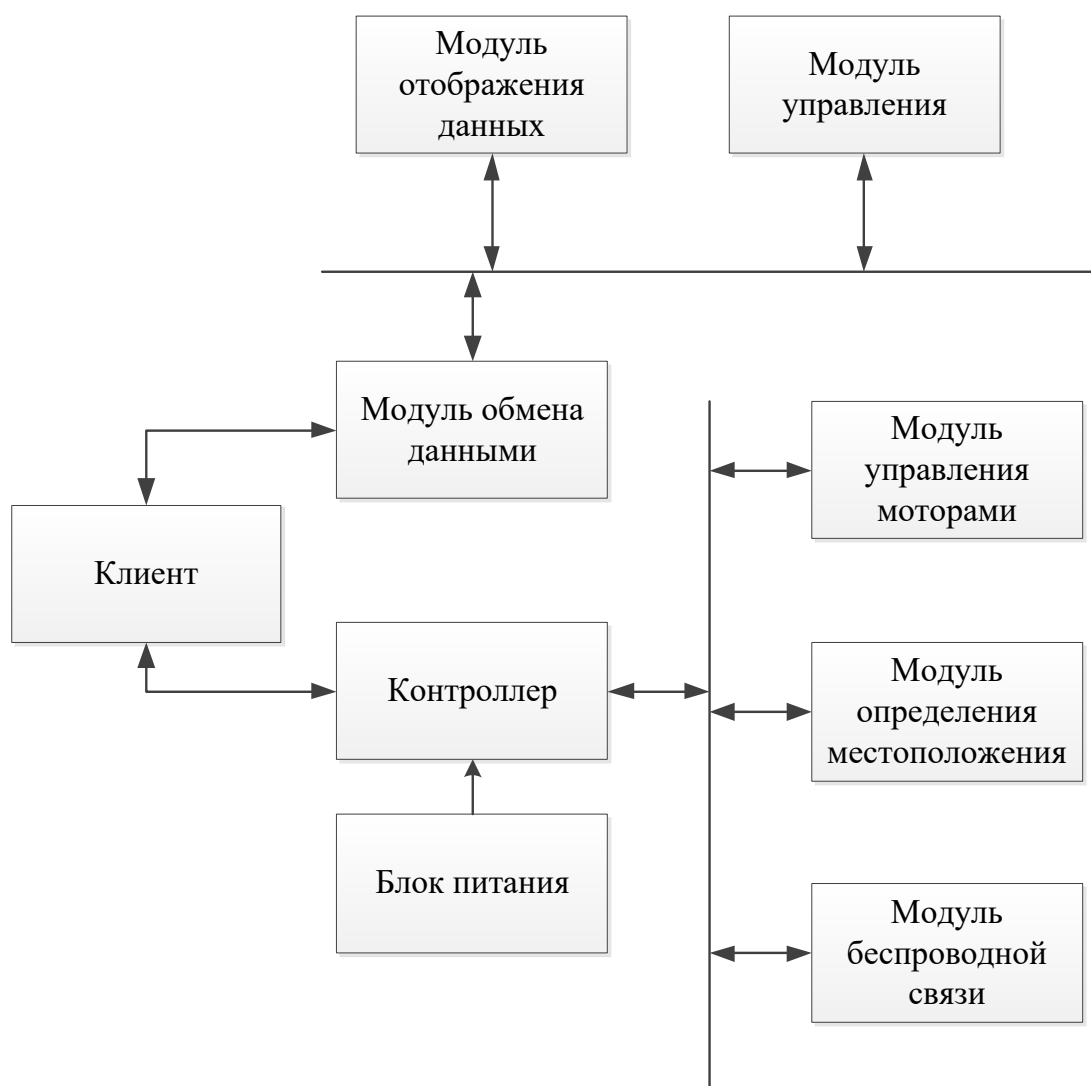 Модуль
отображения
данных
Модуль
управления
Модуль обмена
данными
Модуль
управления
моторами
Клиент
Контроллер
Модуль
определения
местоположения
Блок питания
Модуль
беспроводной
связи